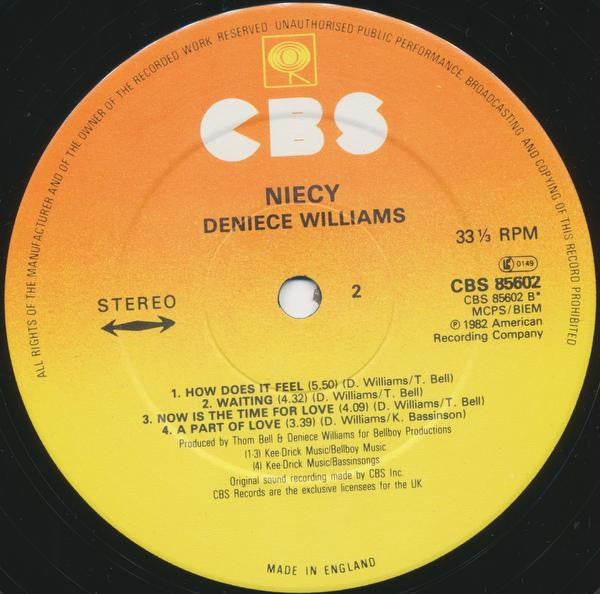 ALL RIGHTS OF THE MANUFACTURER AND OF THE OWNER OF THE RECORDED WORK RESERVED UNAUTHORISED PUBLIC PERFORMANCE, BROADCASTING AND COPYING OF THIS RECORD PROHIBITED
CBS
NIECY
DENIECE WILLIAMS
33⅓ RPM
LC 0149
STEREO
2
CBS 85602
CBS 85602 B*
MCPS/BIEM
℗ 1982 American
Recording Company
1. HOW DOES IT FEEL (5.50) (D. Williams/T. Bell)
2. WAITING (4.32) (D. Williams/T. Bell)
3. NOW IS THE TIME FOR LOVE (4.09) (D. Williams/T. Bell)
4. A PART OF LOVE (3.39) (D. Williams/K. Bassinson)
Produced by Thom Bell & Deniece Williams for Bellboy Productions
(1-3) Kee-Drick Music/Bellboy Music
(4) Kee-Drick Music/Bassinsongs
Original sound recording made by CBS Inc.
CBS Records are the exclusive licensees for the UK
MADE IN ENGLAND